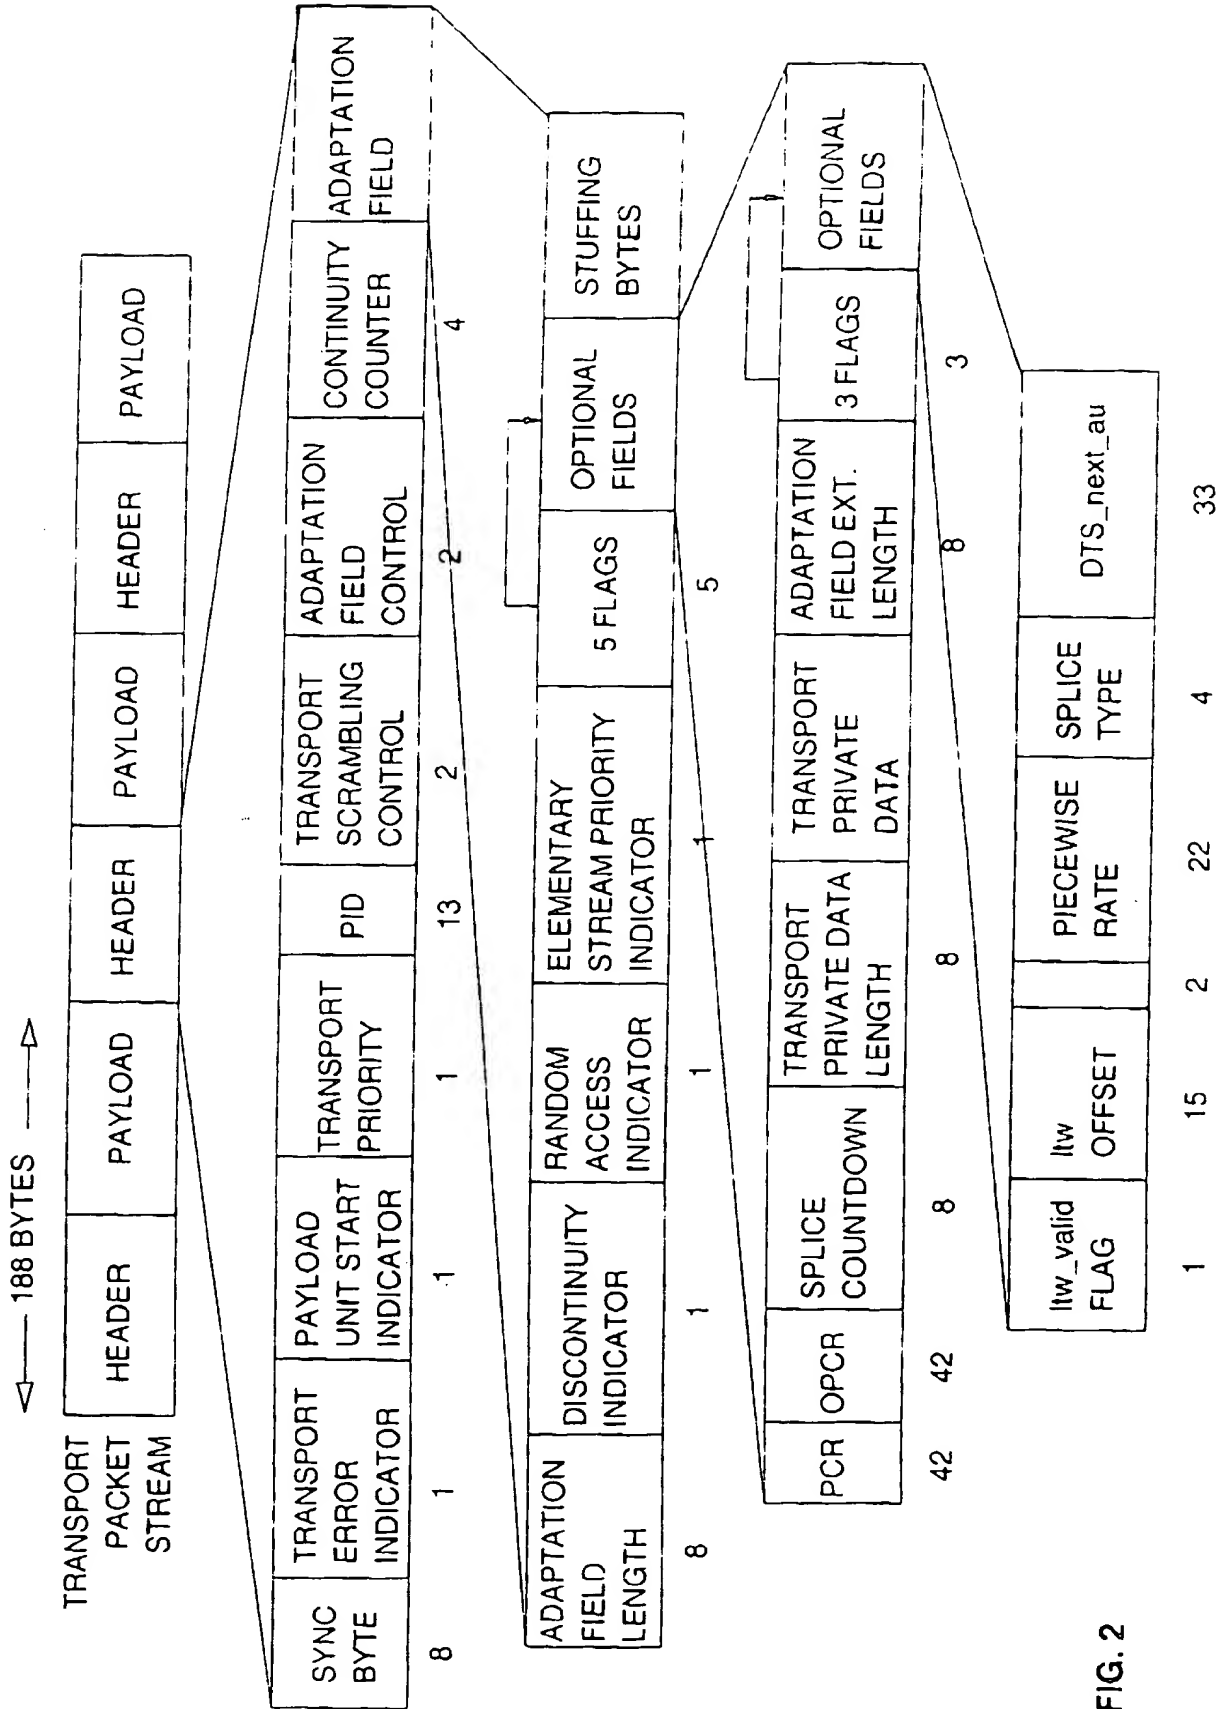 188 BYTES
TRANSPORT
PACKET
STREAM
HEADER
PAYLOAD
HEADER
PAYLOAD
HEADER
PAYLOAD
SYNC
BYTE
TRANSPORT
ERROR
INDICATOR
PAYLOAD
UNIT START
INDICATOR
TRANSPORT
PRIORITY
PID
TRANSPORT
SCRAMBLING
CONTROL
ADAPTATION
FIELD
CONTROL
CONTINUITY
COUNTER
ADAPTATION
FIELD
8
1
1
1
13
2
2
4
ADAPTATION
FIELD
LENGTH
DISCONTINUITY
INDICATOR
RANDOM
ACCESS
INDICATOR
ELEMENTARY
STREAM PRIORITY
INDICATOR
5 FLAGS
OPTIONAL
FIELDS
STUFFING
BYTES
8
1
1
1
5
PCR
OPCR
SPLICE
COUNTDOWN
TRANSPORT
PRIVATE DATA
LENGTH
TRANSPORT
PRIVATE
DATA
ADAPTATION
FIELD EXT.
LENGTH
3 FLAGS
OPTIONAL
FIELDS
42
42
8
8
8
3
ltw_valid
FLAG
ltw
OFFSET
PIECEWISE
RATE
SPLICE
TYPE
DTS_next_au
1
15
2
22
4
33
FIG. 2